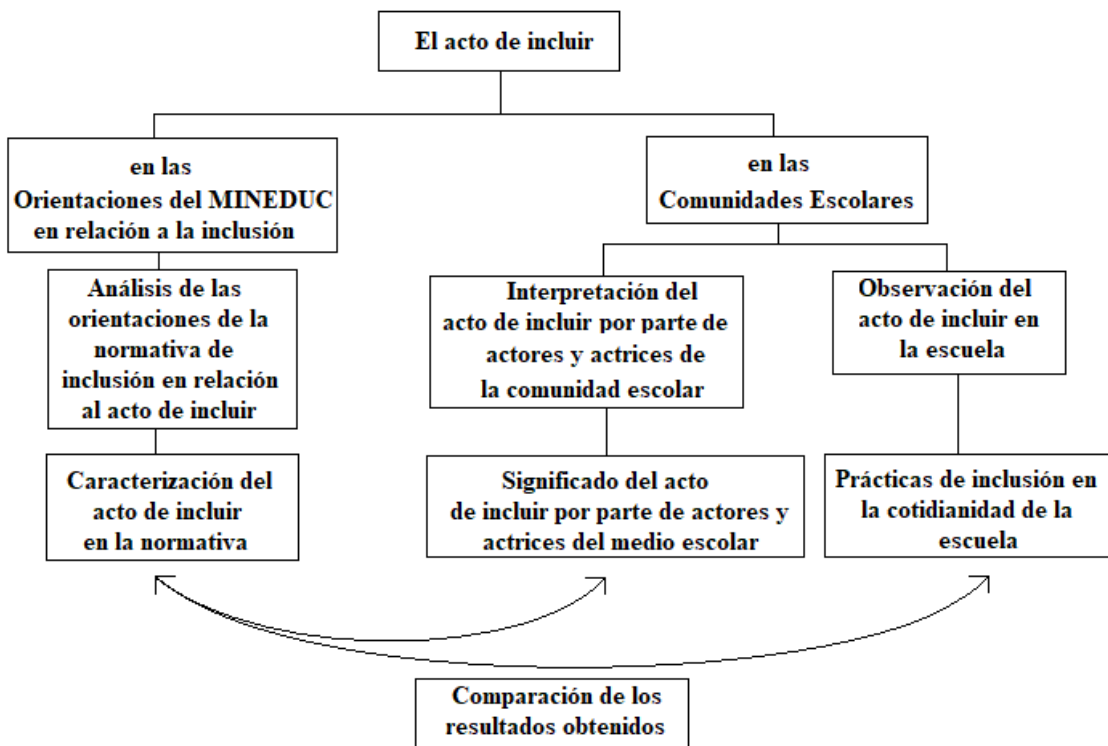 El acto de incluir
en las
Orientaciones del MINEDUC
en relación a la inclusión
en las
Comunidades Escolares
Análisis de las
orientaciones de la
normativa de
inclusión en relación
al acto de incluir
Interpretación del
acto de incluir por parte de
actores y actrices de
la comunidad escolar
Observación del
acto de incluir en
la escuela
Caracterización del
acto de incluir
en la normativa
Significado del acto
de incluir por parte de actores y
actrices del medio escolar
Prácticas de inclusión en
la cotidianidad de la
escuela
Comparación de los
resultados obtenidos